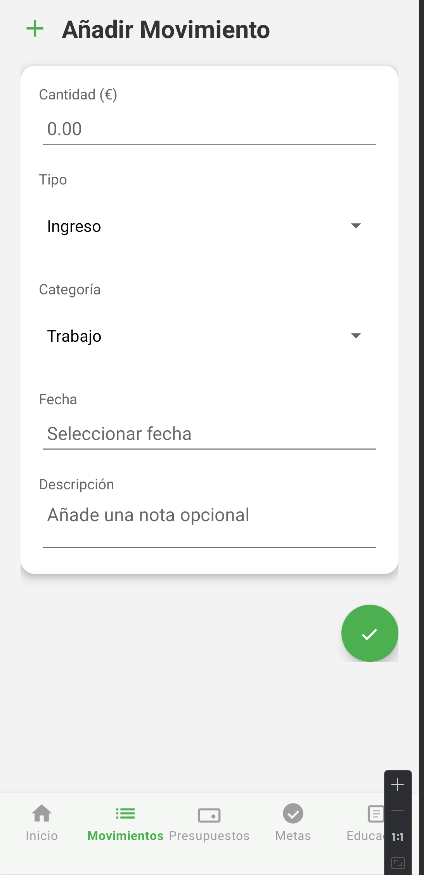 Añadir Movimiento
Cantidad (€)
0.00
Tipo
Ingreso
Categoría
Trabajo
Fecha
Seleccionar fecha
Descripción
Añade una nota opcional
Inicio
Movimientos
Presupuestos
Metas
Educa
1:1